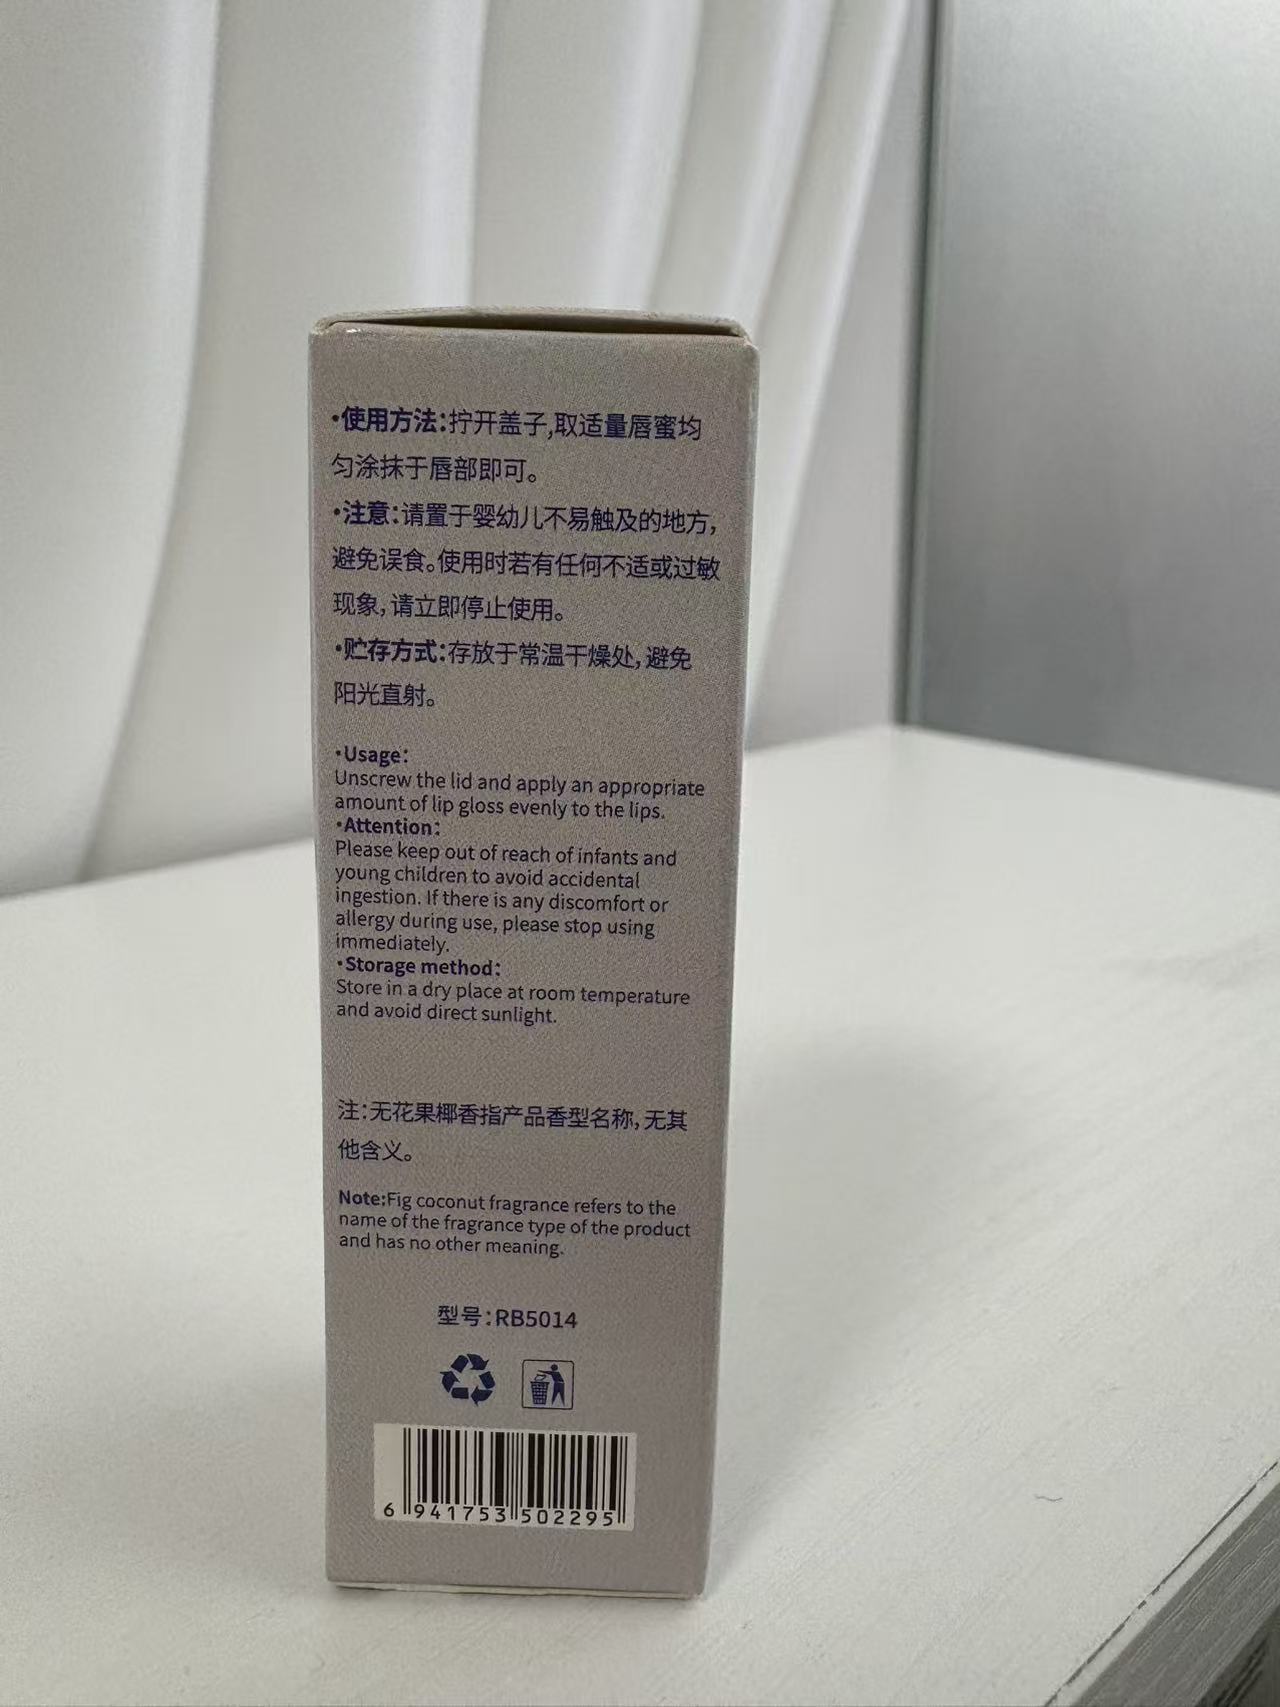 ·使用方法:拧开盖子,取适量唇蜜均
匀涂抹于唇部即可。
·注意:请置于婴幼儿不易触及的地方,
避免误食。使用时若有任何不适或过敏
现象,请立即停止使用。
·贮存方式:存放于常温干燥处,避免
阳光直射。
·Usage:
Unscrew the lid and apply an appropriate
amount of lip gloss evenly to the lips.
·Attention:
Please keep out of reach of infants and
young children to avoid accidental
ingestion. If there is any discomfort or
allergy during use, please stop using
immediately.
·Storage method:
Store in a dry place at room temperature
and avoid direct sunlight.
注:无花果椰香指产品香型名称,无其
他含义。
Note:Fig coconut fragrance refers to the
name of the fragrance type of the product
and has no other meaning.
型号:RB5014
6 941753 502295